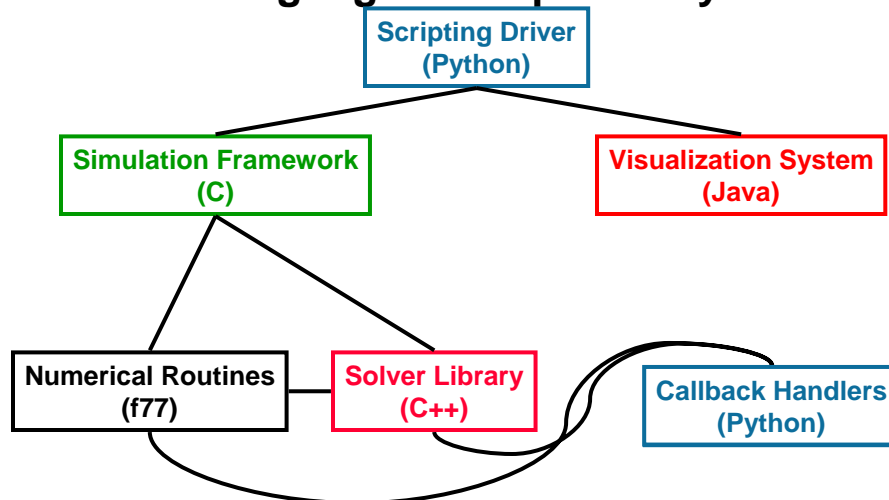 Scripting Driver
(Python)
Simulation Framework
(C)
Visualization System
(Java)
Numerical Routines
(f77)
Solver Library
(C++)
Callback Handlers
(Python)